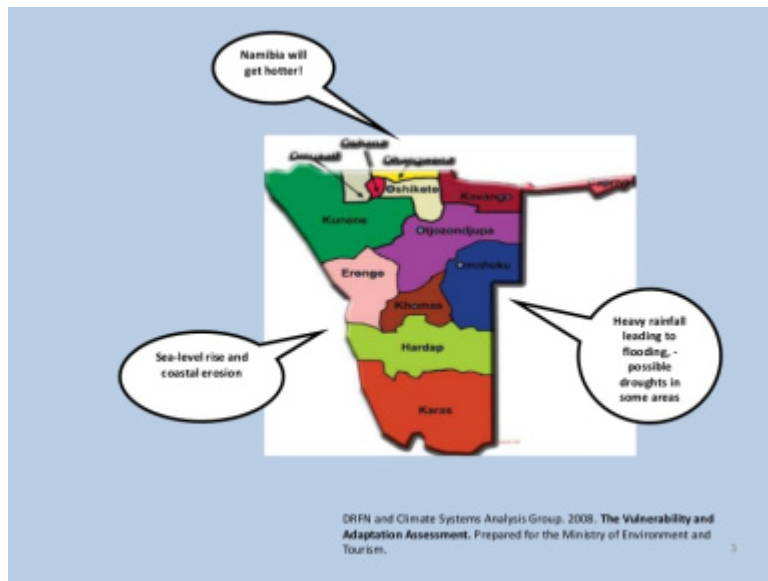 Namibia will
get hotter!
Oshana
Omusati
Ohangwena
Oshikoto
Kavango
Kunene
Otjozondjupa
Omaheke
Erongo
Khomas
Heavy rainfall
leading to
flooding, -
possible
droughts in
some areas
Sea-level rise and
coastal erosion
Hardap
Karas
DRFN and Climate Systems Analysis Group. 2008. The Vulnerability and
Adaptation Assessment. Prepared for the Ministry of Environment and
Tourism.
3